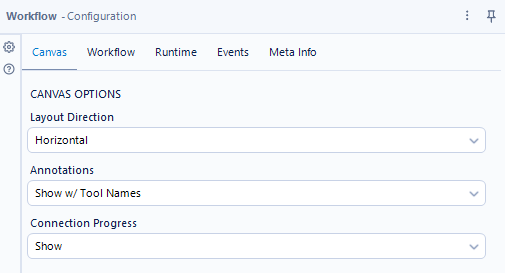 Workflow - Configuration
Canvas Workflow Runtime Events Meta Info
CANVAS OPTIONS
Layout Direction
Horizontal
Annotations
Show w/ Tool Names
Connection Progress
Show